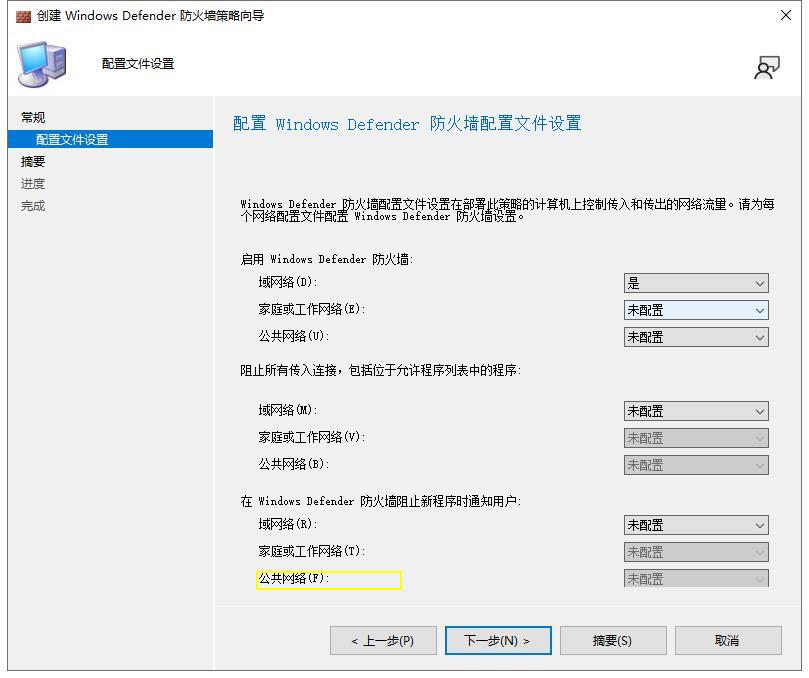 创建 Windows Defender 防火墙策略向导
配置文件设置
常规
配置文件设置
摘要
进度
完成
配置 Windows Defender 防火墙配置文件设置
Windows Defender 防火墙配置文件设置在部署此策略的计算机上控制传入和传出的网络流量。请为每
个网络配置文件配置 Windows Defender 防火墙设置。
启用 Windows Defender 防火墙:
域网络(D): 是
家庭或工作网络(E): 未配置
公共网络(U): 未配置
阻止所有传入连接，包括位于允许程序列表中的程序:
域网络(M): 未配置
家庭或工作网络(V): 未配置
公共网络(B): 未配置
在 Windows Defender 防火墙阻止新程序时通知用户:
域网络(R): 未配置
家庭或工作网络(T): 未配置
公共网络(F): 未配置
< 上一步(P) 下一步(N) > 摘要(S) 取消